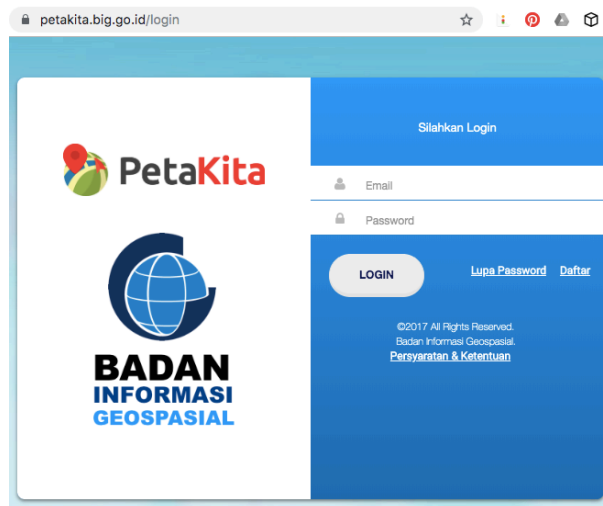 petakita.big.go.id/login
PetaKita
BADAN
INFORMASI
GEOSPASIAL
Silahkan Login
Email
Password
LOGIN
Lupa Password Daftar
©2017 All Rights Reserved.
Badan Informasi Geospasial.
Persyaratan & Ketentuan